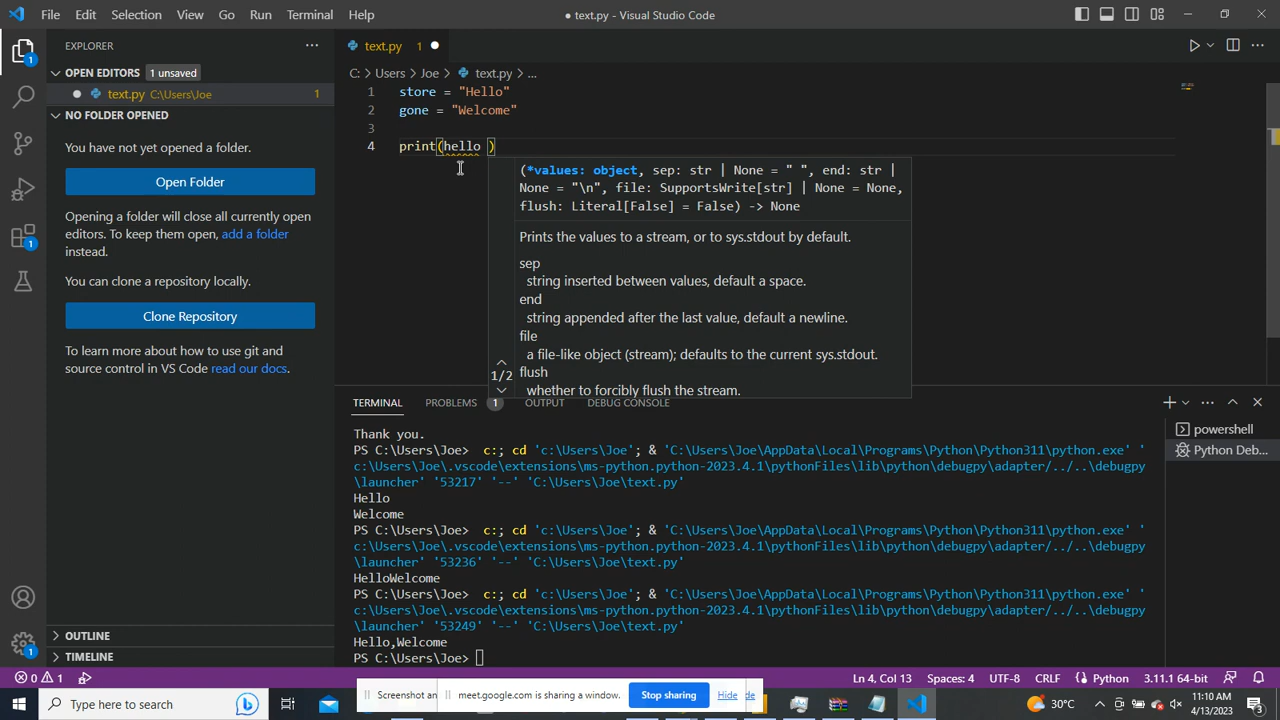 File Edit Selection View Go Run Terminal Help
● text.py - Visual Studio Code
EXPLORER
OPEN EDITORS 1 unsaved
text.py C:\Users\Joe 1
NO FOLDER OPENED
You have not yet opened a folder.
Open Folder
Opening a folder will close all currently open
editors. To keep them open, add a folder
instead.
You can clone a repository locally.
Clone Repository
To learn more about how to use git and
source control in VS Code read our docs.
OUTLINE
TIMELINE
text.py 1
C: > Users > Joe > text.py > ...
1 store = "Hello"
2 gone = "Welcome"
3
4 print(hello )
(*values: object, sep: str | None = " ", end: str |
None = "\n", file: SupportsWrite[str] | None = None,
flush: Literal[False] = False) -> None
Prints the values to a stream, or to sys.stdout by default.
sep
string inserted between values, default a space.
end
string appended after the last value, default a newline.
file
a file-like object (stream); defaults to the current sys.stdout.
1/2
flush
whether to forcibly flush the stream.
TERMINAL PROBLEMS 1 OUTPUT DEBUG CONSOLE
powershell
Python Deb...
Thank you.
PS C:\Users\Joe> c:; cd 'c:\Users\Joe'; & 'C:\Users\Joe\AppData\Local\Programs\Python\Python311\python.exe' '
c:\Users\Joe\.vscode\extensions\ms-python.python-2023.4.1\pythonFiles\lib\python\debugpy\adapter/../..\debugpy
\launcher' '53217' '--' 'C:\Users\Joe\text.py'
Hello
Welcome
PS C:\Users\Joe> c:; cd 'c:\Users\Joe'; & 'C:\Users\Joe\AppData\Local\Programs\Python\Python311\python.exe' '
c:\Users\Joe\.vscode\extensions\ms-python.python-2023.4.1\pythonFiles\lib\python\debugpy\adapter/../..\debugpy
\launcher' '53236' '--' 'C:\Users\Joe\text.py'
HelloWelcome
PS C:\Users\Joe> c:; cd 'c:\Users\Joe'; & 'C:\Users\Joe\AppData\Local\Programs\Python\Python311\python.exe' '
c:\Users\Joe\.vscode\extensions\ms-python.python-2023.4.1\pythonFiles\lib\python\debugpy\adapter/../..\debugpy
\launcher' '53249' '--' 'C:\Users\Joe\text.py'
Hello,Welcome
PS C:\Users\Joe>
0 1
Ln 4, Col 13 Spaces: 4 UTF-8 CRLF Python 3.11.1 64-bit
Type here to search
Screenshot an
meet.google.com is sharing a window. Stop sharing Hide de
30°C
11:10 AM
4/13/2023
1
1
1
3